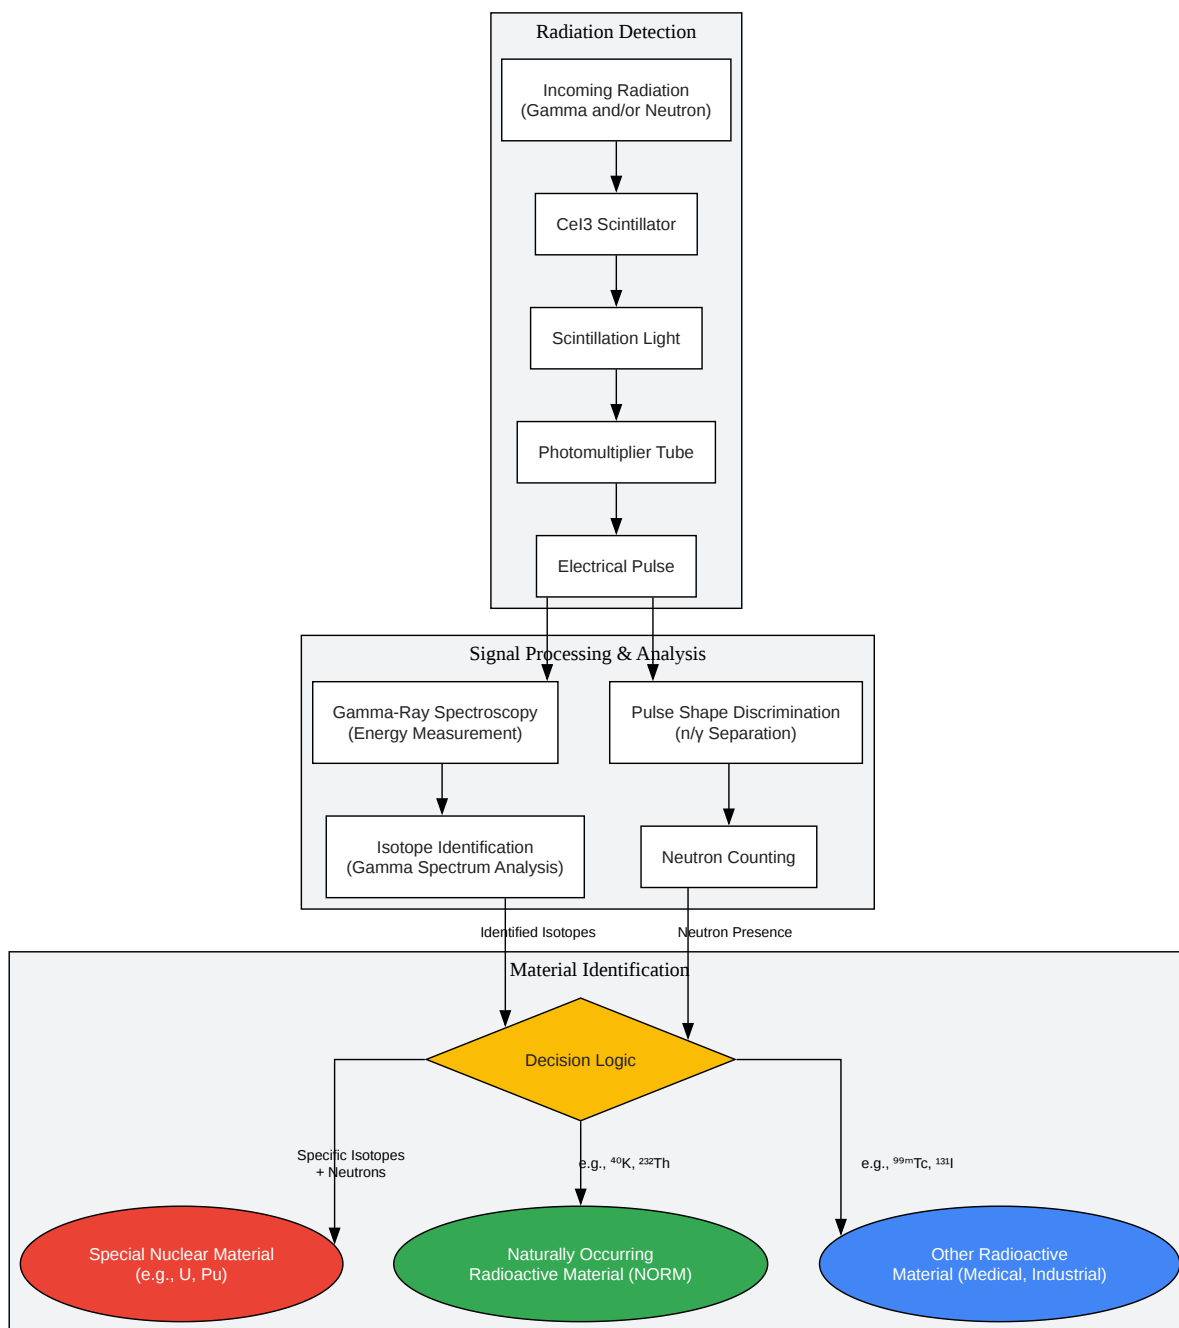 Radiation Detection
Incoming Radiation
(Gamma and/or Neutron)
CeI3 Scintillator
Scintillation Light
Photomultiplier Tube
Electrical Pulse
Signal Processing & Analysis
Gamma-Ray Spectroscopy
(Energy Measurement)
Pulse Shape Discrimination
(n/γ Separation)
Isotope Identification
(Gamma Spectrum Analysis)
Neutron Counting
Identified Isotopes
Neutron Presence
Material Identification
Decision Logic
Specific Isotopes
+ Neutrons
e.g., ⁴⁰K, ²³²Th
e.g., ⁹⁹ᵐTc, ¹³¹I
Special Nuclear Material
(e.g., U, Pu)
Naturally Occurring
Radioactive Material (NORM)
Other Radioactive
Material (Medical, Industrial)